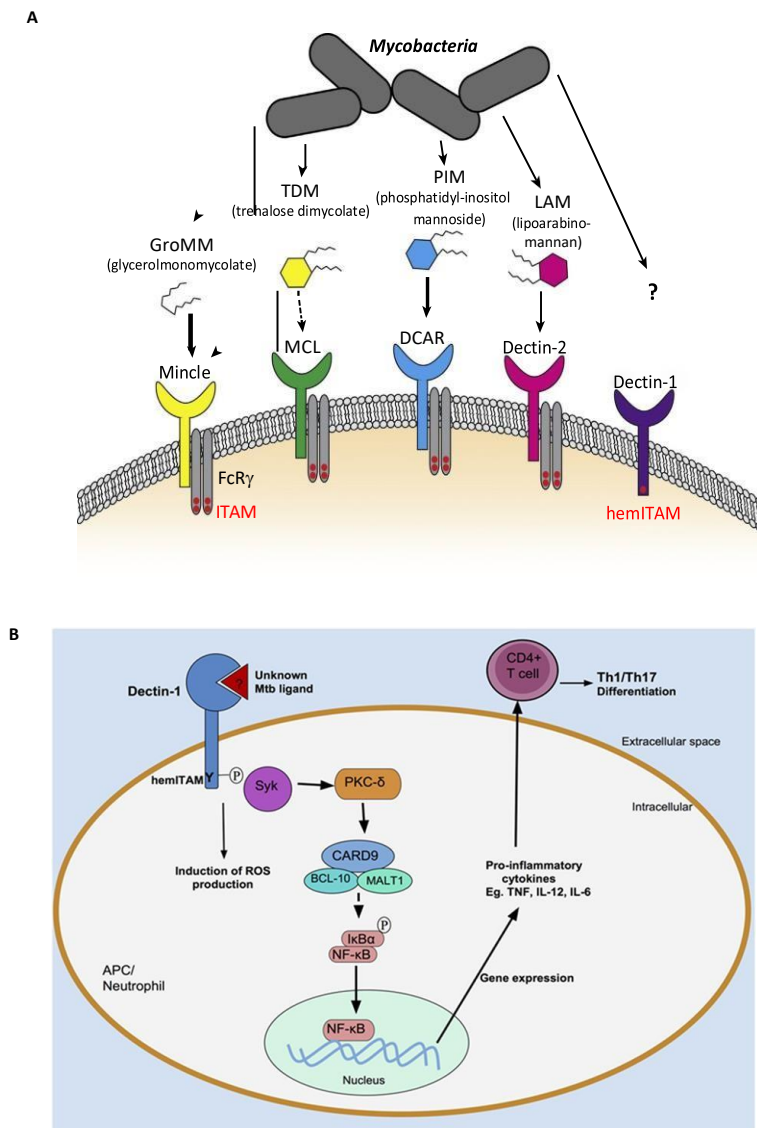 A
Mycobacteria
TDM
(trehalose dimycolate)
PIM
(phosphatidyl-inositol
mannoside)
LAM
(lipoarabino-
mannan)
GroMM
(glycerolmonomycolate)
?
Mincle
MCL
DCAR
Dectin-2
Dectin-1
FcRγ
ITAM
hemITAM
B
Dectin-1
?
Unknown
Mtb ligand
CD4+
T cell
Th1/Th17
Differentiation
Extracellular space
Intracellular
hemITAM
Y
P
Syk
PKC-δ
Induction of ROS
production
CARD9
BCL-10
MALT1
Pro-inflammatory
cytokines
Eg. TNF, IL-12, IL-6
P
IκBα
NF-κB
APC/
Neutrophil
Gene expression
NF-κB
Nucleus